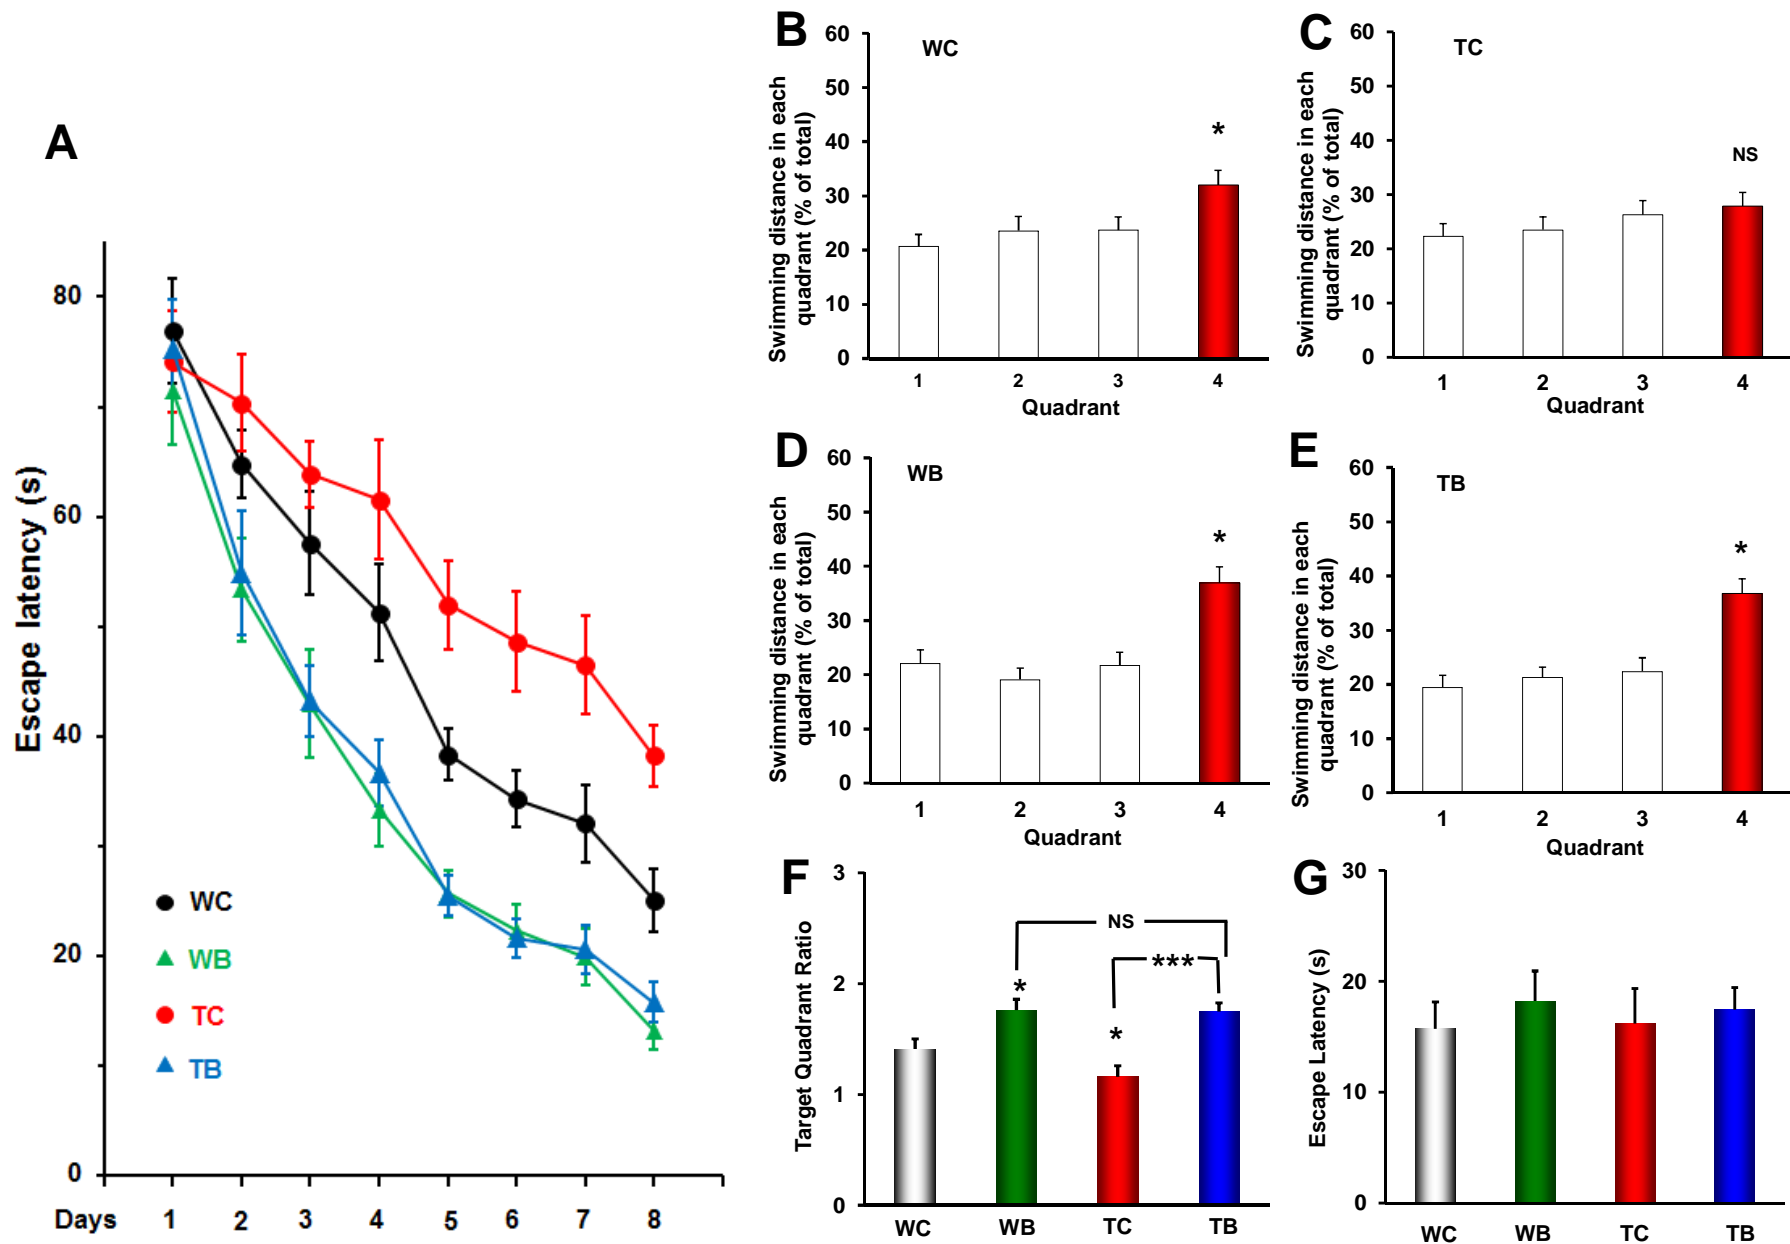 A
Escape latency (s)
80
60
40
20
0
WC
WB
TC
TB
Days 1 2 3 4 5 6 7 8
B
WC
Swimming distance in each
quadrant (% of total)
60
50
40
30
20
10
0
*
1 2 3 4
Quadrant
C
TC
Swimming distance in each
quadrant (% of total)
60
50
40
30
20
10
0
NS
1 2 3 4
Quadrant
D
WB
Swimming distance in each
quadrant (% of total)
60
50
40
30
20
10
0
*
1 2 3 4
Quadrant
E
TB
Swimming distance in each
quadrant (% of total)
60
50
40
30
20
10
0
*
1 2 3 4
Quadrant
F
Target Quadrant Ratio
3
2
1
0
NS
***
*
*
WC WB TC TB
G
Escape Latency (s)
30
20
10
0
WC WB TC TB